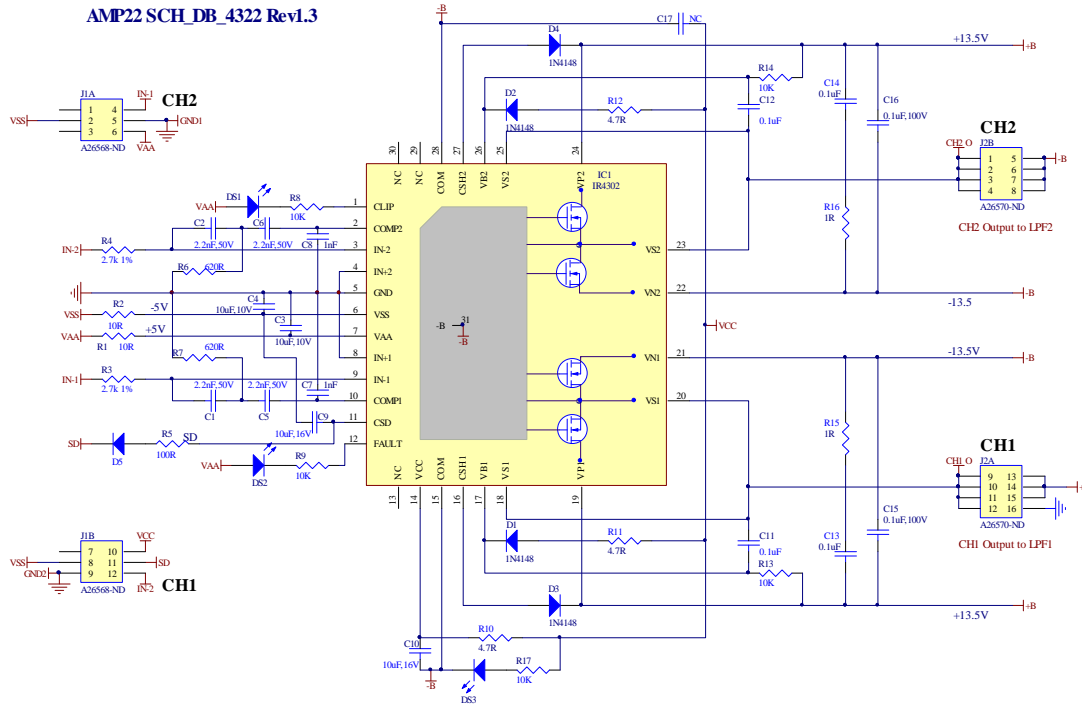 AMP22 SCH_DB_4322 Rev1.3
-B
C17
NC
D4
1N4148
+13.5V
+B
J1A
IN-1
CH2
1 4
VSS 2 5 GND1
3 6
VAA
A26568-ND
R14
10K
C12
0.1uF
D2
1N4148
R12
4.7R
C14
0.1uF
C16
0.1uF,100V
CH2
CH2 O
J2B
1 5
2 6
3 7
4 8
-B
A26570-ND
CH2 Output to LPF2
R16
1R
30 29 28 27 26 25 24
NC NC COM CSH2 VB2 VS2 VP2
IC1
IR4302
DS1
VAA
R8
10K
1 CLIP
C2
2.2nF,50V
C6
2.2nF,50V
C8
1nF
2 COMP2
IN-2
R4
2.7k 1%
3 IN-2
R6
620R
4 IN+2
5 GND
C4
10uF,10V
VSS
R2
10R
-5V
6 VSS
C3
10uF,10V
VAA
R1
10R
+5V
7 VAA
R7
620R
8 IN+1
IN-1
R3
2.7k 1%
9 IN-1
2.2nF,50V
C1
2.2nF,50V
C5
C7
1nF
10 COMP1
C9
10uF,16V
11 CSD
SD
D5
R5
100R
SD
12 FAULT
VAA
DS2
R9
10K
-B
31
-B
VS2 23
VN2 22
-13.5
-B
VCC
VN1 21
-13.5V
-B
VS1 20
NC VCC COM CSH1 VB1 VS1 VP1
13 14 15 16 17 18 19
R15
1R
CH1
CH1 O
J2A
9 13
10 14
11 15
12 16
+
A26570-ND
CH1 Output to LPF1
D1
1N4148
R11
4.7R
C11
0.1uF
R13
10K
C13
0.1uF
C15
0.1uF,100V
D3
1N4148
+13.5V
+B
J1B
VCC
7 10
VSS 8 11 SD
GND2 9 12
IN-2
A26568-ND
CH1
C10
10uF,16V
R10
4.7R
-B
DS3
R17
10K